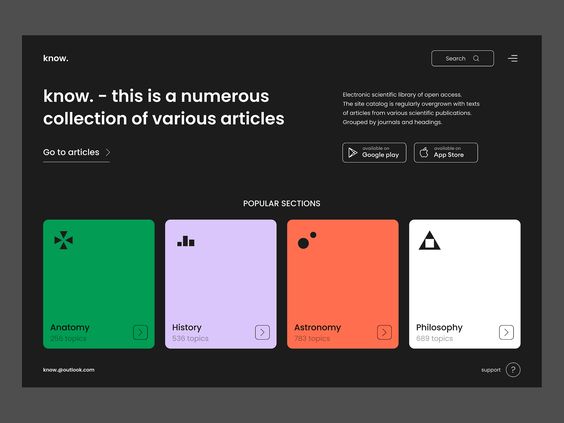 know.
Search
know. - this is a numerous
collection of various articles
Electronic scientific library of open access.
The site catalog is regularly overgrown with texts
of articles from various scientific publications.
Grouped by journals and headings.
Go to articles
available on
Google play
available on
App Store
POPULAR SECTIONS
Anatomy
256 topics
History
536 topics
Astronomy
783 topics
Philosophy
689 topics
know.@outlook.com
support
?